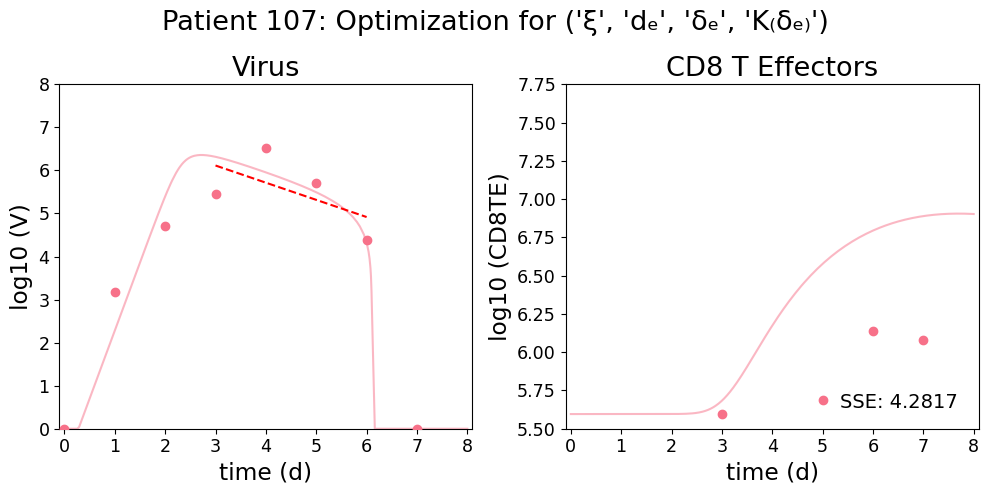 Patient 107: Optimization for ('ξ', 'dₑ', 'δₑ', 'K₍δₑ₎')
Virus
CD8 T Effectors
log10 (V)
8
7
6
5
4
3
2
1
0
0 1 2 3 4 5 6 7 8
time (d)
log10 (CD8TE)
7.75
7.50
7.25
7.00
6.75
6.50
6.25
6.00
5.75
5.50
SSE: 4.2817
0 1 2 3 4 5 6 7 8
time (d)